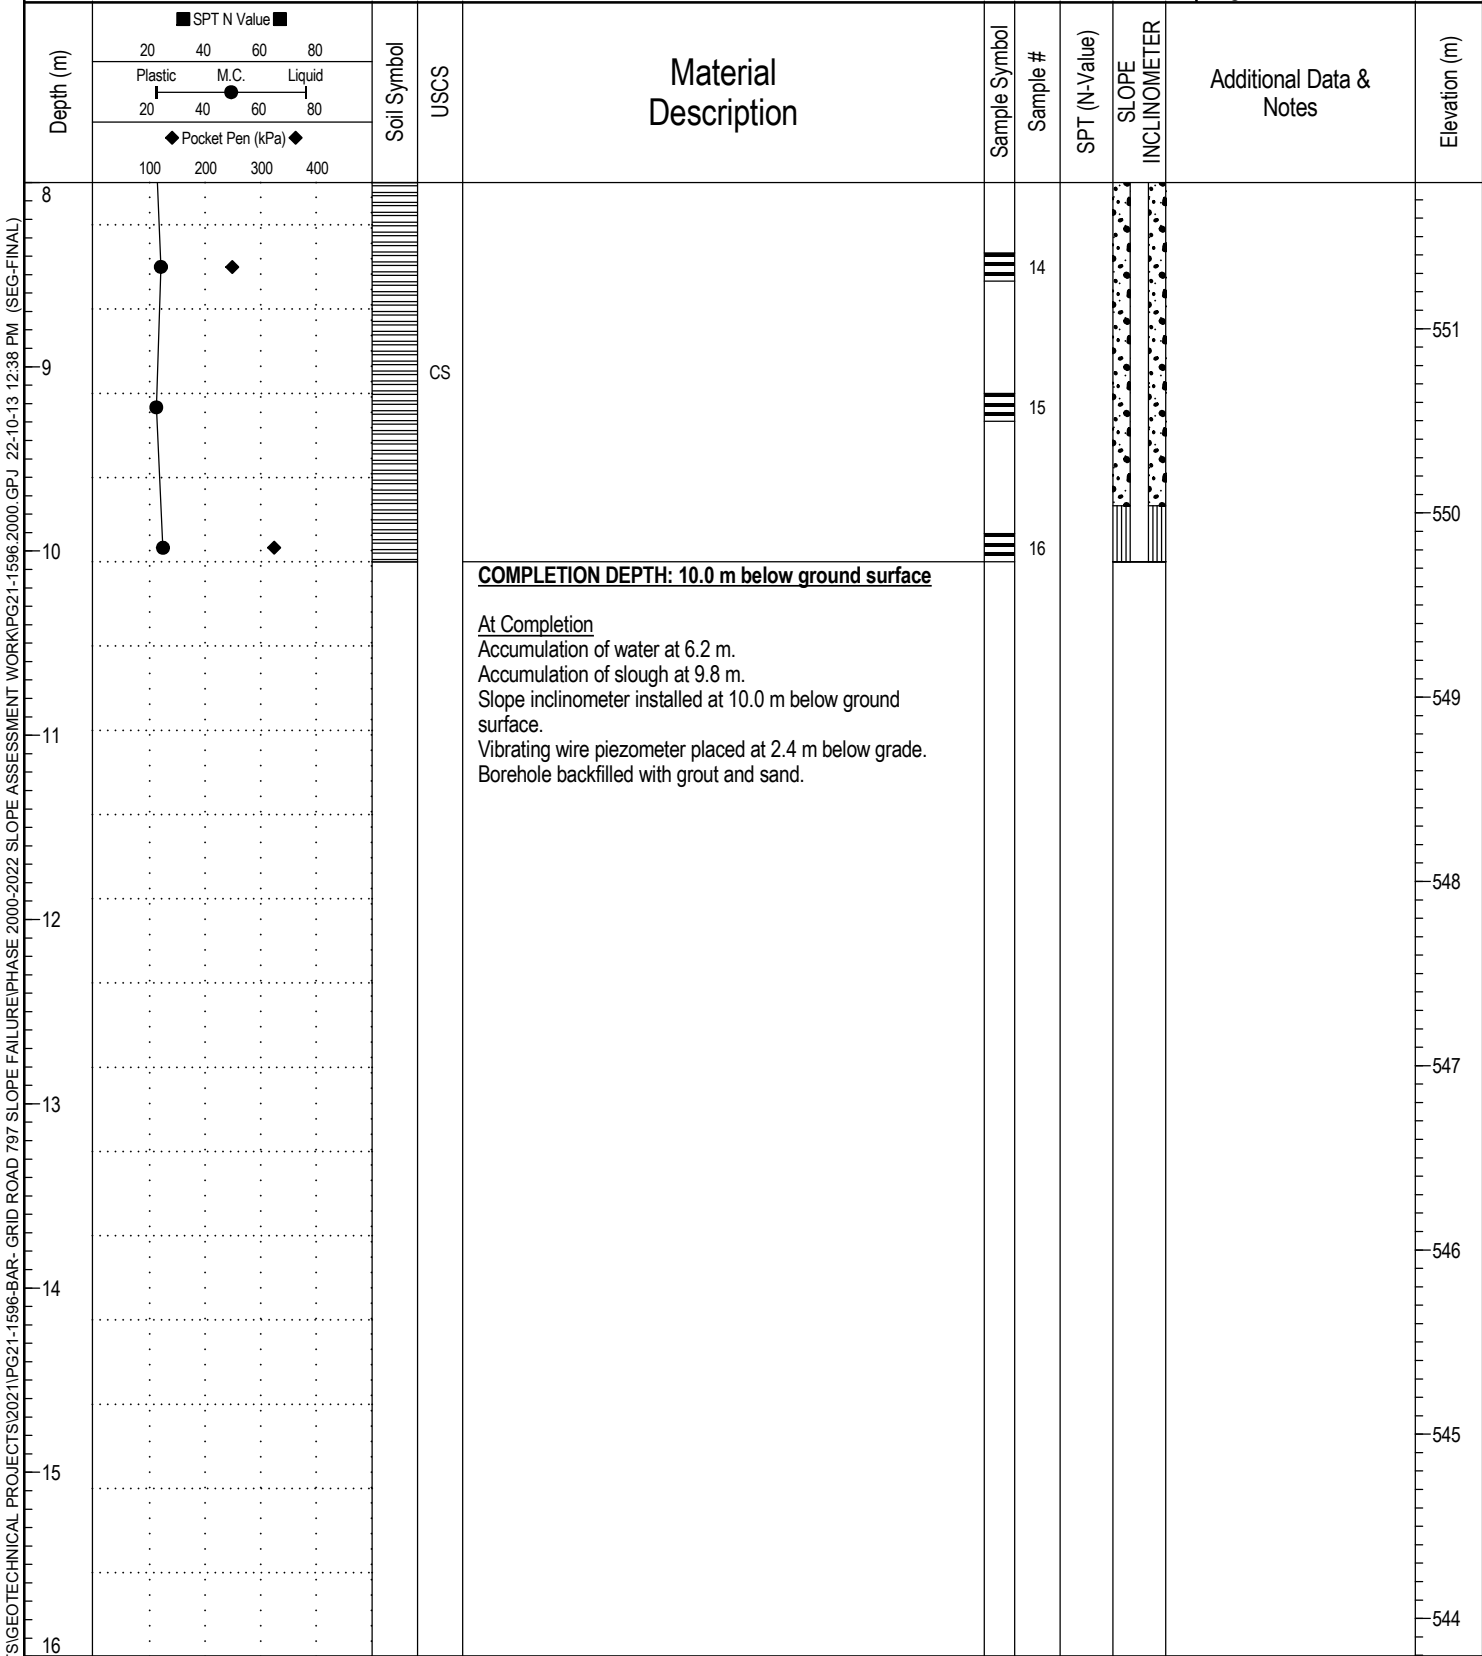 ■ SPT N Value ■
20 40 60 80
Plastic M.C. Liquid
20 40 60 80
◆ Pocket Pen (kPa) ◆
100 200 300 400
Depth (m)
Soil Symbol
USCS
Material
Description
Sample Symbol
Sample #
SPT (N-Value)
SLOPE
INCLINOMETER
Additional Data &
Notes
Elevation (m)
8
14
551
9
CS
15
550
10
16
COMPLETION DEPTH: 10.0 m below ground surface
At Completion
Accumulation of water at 6.2 m.
Accumulation of slough at 9.8 m.
Slope inclinometer installed at 10.0 m below ground
surface.
Vibrating wire piezometer placed at 2.4 m below grade.
Borehole backfilled with grout and sand.
549
11
548
12
547
13
546
14
545
15
544
16
S\GEOTECHNICAL PROJECTS\2021\PG21-1596-BAR- GRID ROAD 797 SLOPE FAILURE\PHASE 2000-2022 SLOPE ASSESSMENT WORK\PG21-1596.2000.GPJ 22-10-13 12:38 PM (SEG-FINAL)